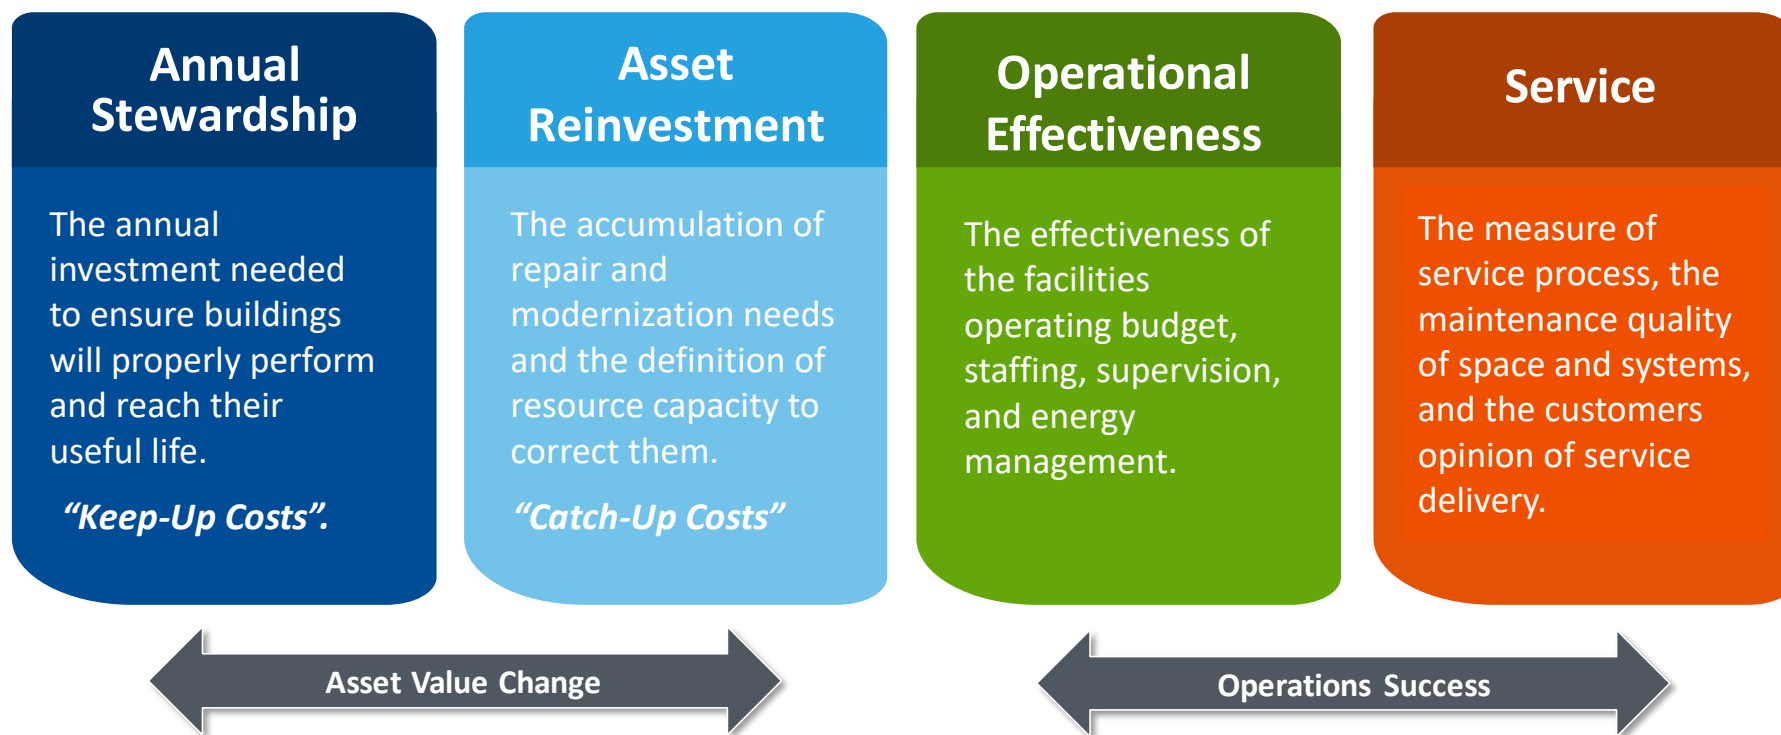 Annual
Stewardship
The annual
investment needed
to ensure buildings
will properly perform
and reach their
useful life.
“Keep-Up Costs”.
Asset
Reinvestment
The accumulation of
repair and
modernization needs
and the definition of
resource capacity to
correct them.
“Catch-Up Costs”
Operational
Effectiveness
The effectiveness of
the facilities
operating budget,
staffing, supervision,
and energy
management.
Service
The measure of
service process, the
maintenance quality
of space and systems,
and the customers
opinion of service
delivery.
Asset Value Change
Operations Success